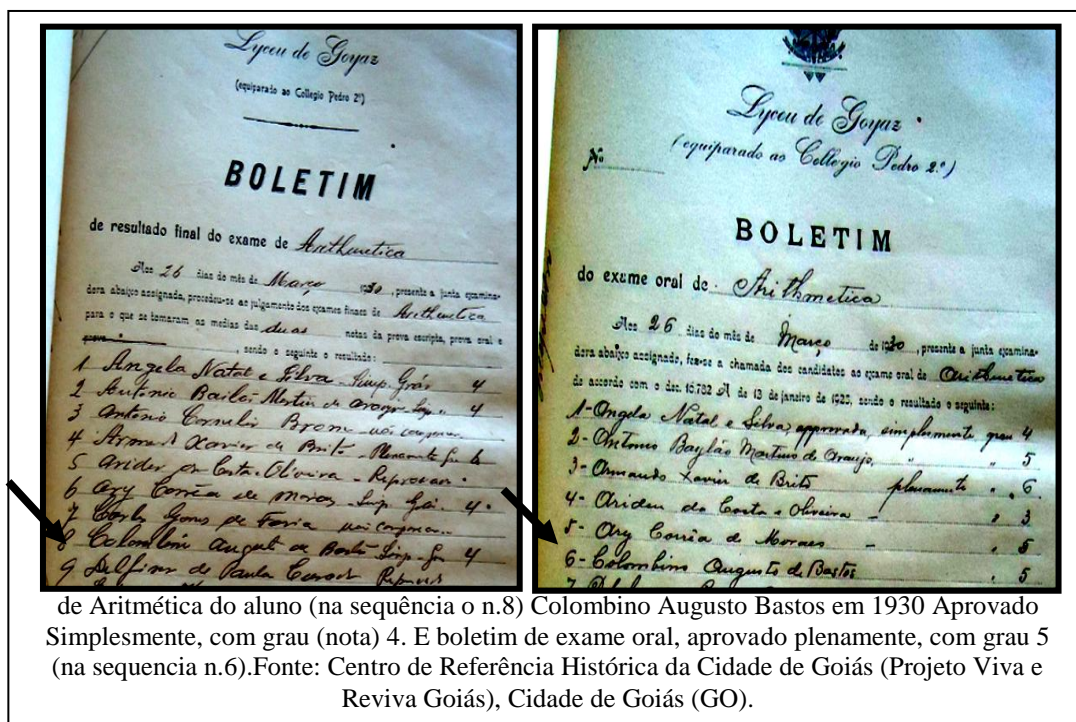 Lyceu de Goyaz
(equiparado ao Collegio Pedro 2º)
BOLETIM
de resultado final do exame de Arithmetica
Aos 26 dias do mês de Março 1930, presente a junta examina-
dora abaixo assignada, procedeu-se ao julgamento dos exames finaes de Arithmetica
para o que se tomaram as medias das duas notas da prova escripta, prova oral e
, sendo o seguinte o resultado:
1 Angela Natal e Silva - Simp. Gráo 4
2 Antonio Bailão Martins de Araujo Simp. " 4
3 Antonio Cornelio Brom - não compareceu
4 Armando Xavier de Brito - Plenamente 6
5 Arideu da Costa e Oliveira - Reprovado
6 Ary Corrêa de Moraes - Simp. Gráo 4
7 Gomes de Faria não compareceu
8 Colombino Augusto de Bastos Simp. 4
9 Delfino de Paula
Lyceu de Goyaz
(equiparado ao Collegio Pedro 2.º)
Nº
BOLETIM
do exame oral de Arithmetica
Aos 26 dias do mês de Março de 1930, presente a junta examina-
dora abaixo assignada, fez-se a chamada dos candidatos ao exame oral de Arithmetica
de accordo com o dec. 16.782 A de 13 de janeiro de 1925, sendo o resultado o seguinte:
1- Angela Natal e Silva, approvada, simplesmente grau 4
2- Antonio Baylão Martins de Araujo, " " 5
3- Armando Xavier de Brito plenamente " 6
4- Arideu da Costa e Oliveira - " 3
5- Ary Corrêa de Moraes - " 5
6- Colombino Augusto de Bastos " 5
de Aritmética do aluno (na sequência o n.8) Colombino Augusto Bastos em 1930 Aprovado
Simplesmente, com grau (nota) 4. E boletim de exame oral, aprovado plenamente, com grau 5
(na sequencia n.6).Fonte: Centro de Referência Histórica da Cidade de Goiás (Projeto Viva e
Reviva Goiás), Cidade de Goiás (GO).